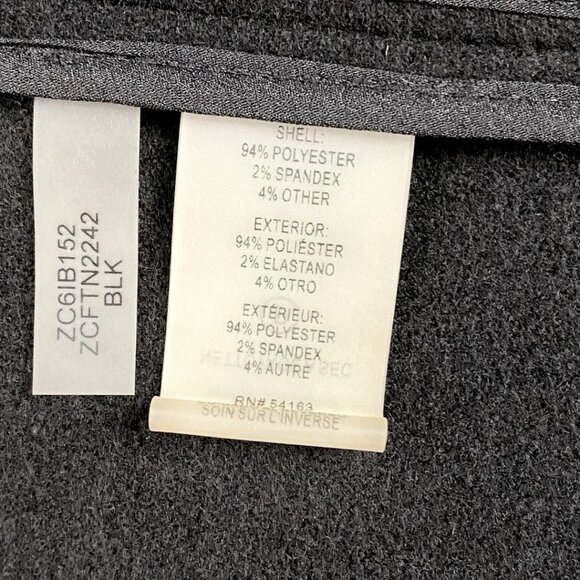 ZC6IB152
ZCFTN2242
BLK
SHELL:
94% POLYESTER
2% SPANDEX
4% OTHER
EXTERIOR:
94% POLIÉSTER
2% ELASTANO
4% OTRO
EXTÉRIEUR:
94% POLYESTER
2% SPANDEX
4% AUTRE
RN# 54163
SOIN SUR L'INVERSE